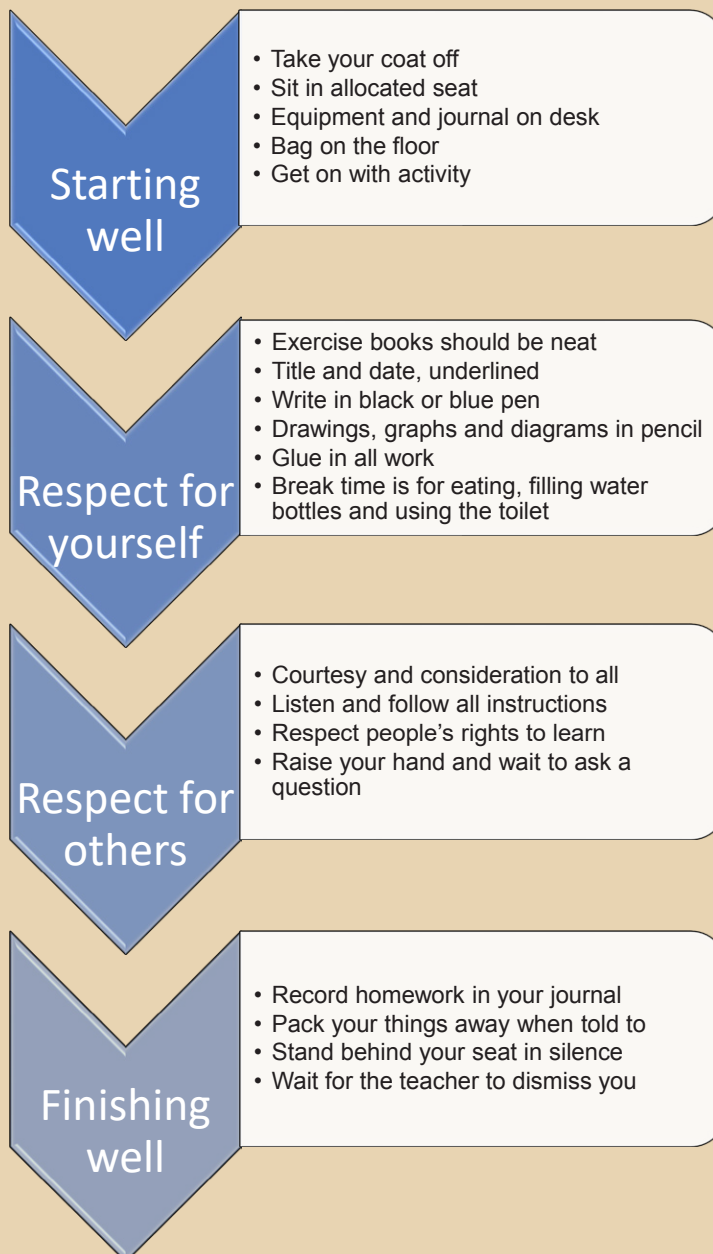 Starting
well
• Take your coat off
• Sit in allocated seat
• Equipment and journal on desk
• Bag on the floor
• Get on with activity
Respect for
yourself
• Exercise books should be neat
• Title and date, underlined
• Write in black or blue pen
• Drawings, graphs and diagrams in pencil
• Glue in all work
• Break time is for eating, filling water
bottles and using the toilet
Respect for
others
• Courtesy and consideration to all
• Listen and follow all instructions
• Respect people’s rights to learn
• Raise your hand and wait to ask a
question
Finishing
well
• Record homework in your journal
• Pack your things away when told to
• Stand behind your seat in silence
• Wait for the teacher to dismiss you